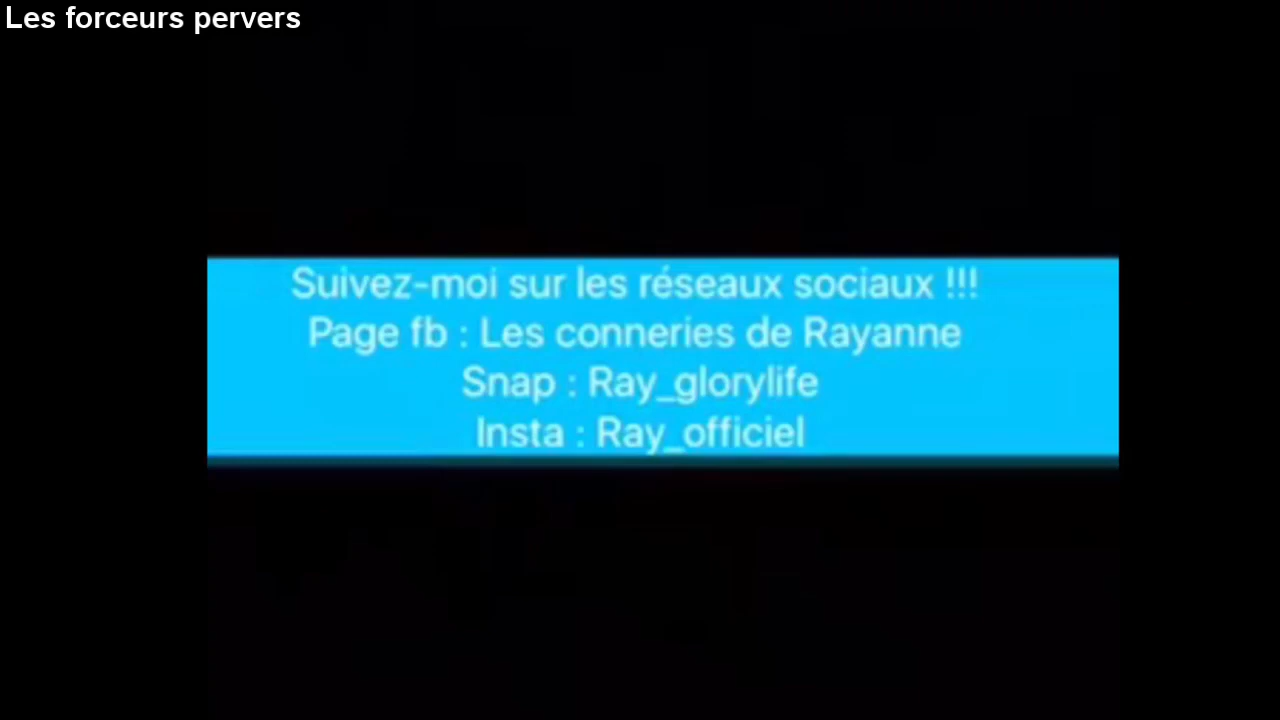 Les forceurs pervers
Suivez-moi sur les réseaux sociaux !!!
Page fb : Les conneries de Rayanne
Snap : Ray_glorylife
Insta : Ray_officiel